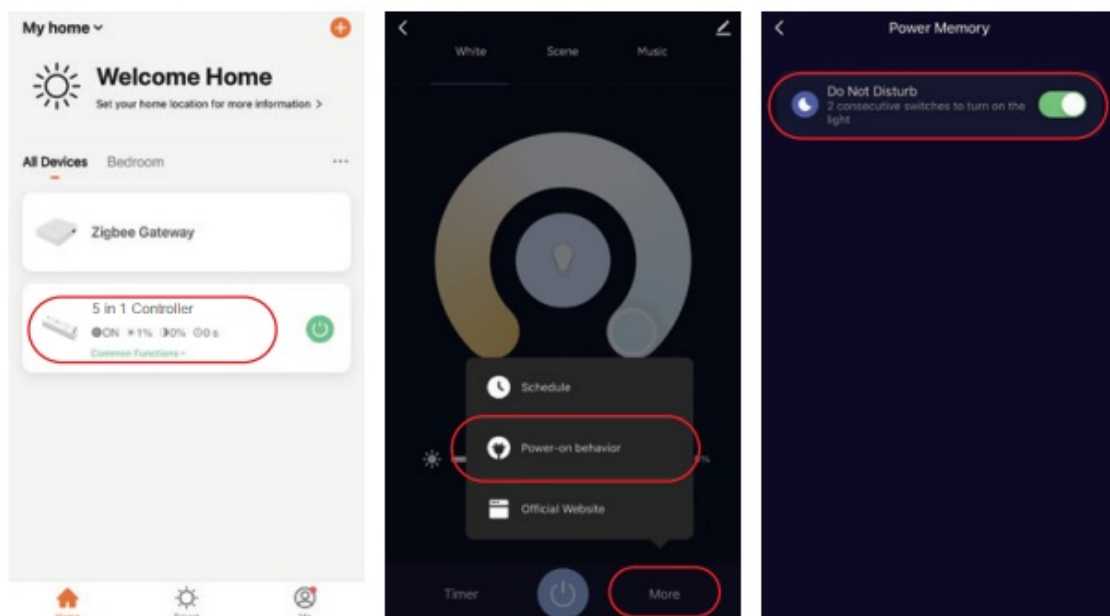 My home
Welcome Home
Set your home location for more information >
All Devices Bedroom
Zigbee Gateway
5 in 1 Controller
ON 1% 0% 0 s
Common Functions
Home
White Scene Music
Schedule
Power-on behavior
Official Website
Timer More
Power Memory
Do Not Disturb
2 consecutive switches to turn on the
light